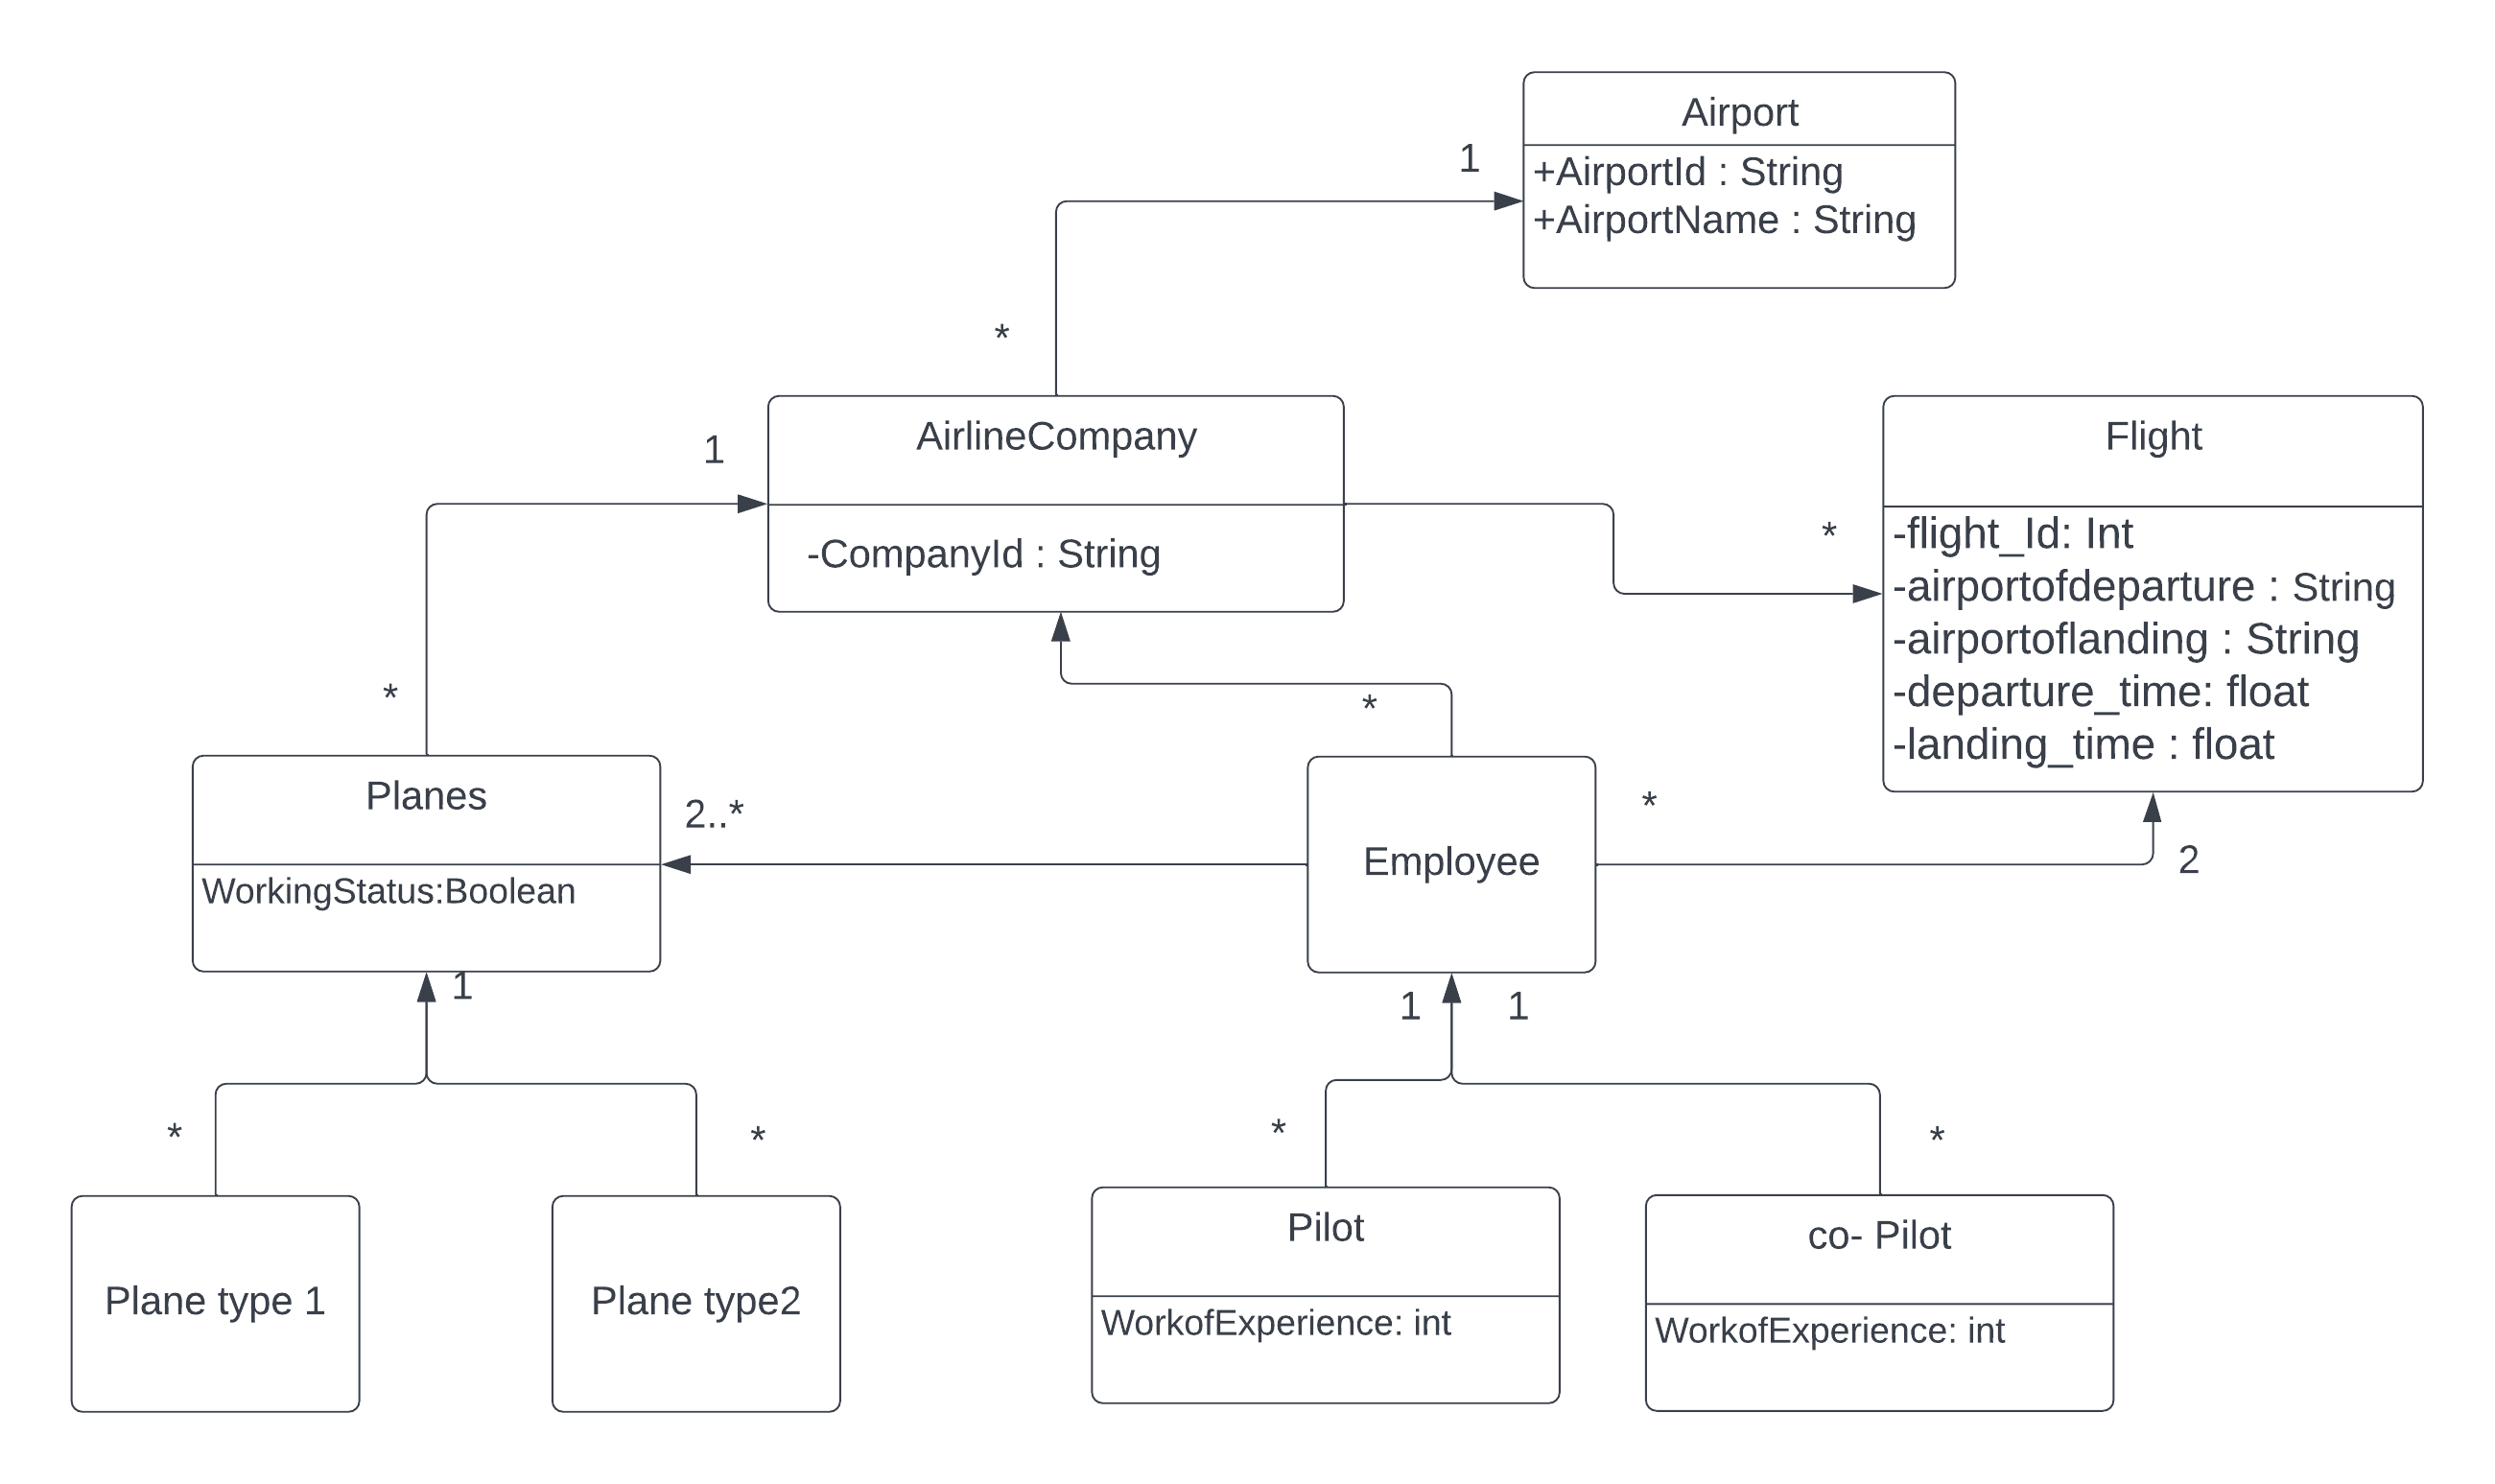 Airport
1
+AirportId : String
+AirportName : String
*
AirlineCompany
Flight
1
-CompanyId : String
*
-flight_Id: Int
-airportofdeparture : String
-airportoflanding : String
-departure_time: float
-landing_time : float
*
*
Planes
2..*
*
WorkingStatus:Boolean
Employee
2
1
1
1
*
*
*
*
Plane type 1
Plane type2
Pilot
WorkofExperience: int
co- Pilot
WorkofExperience: int